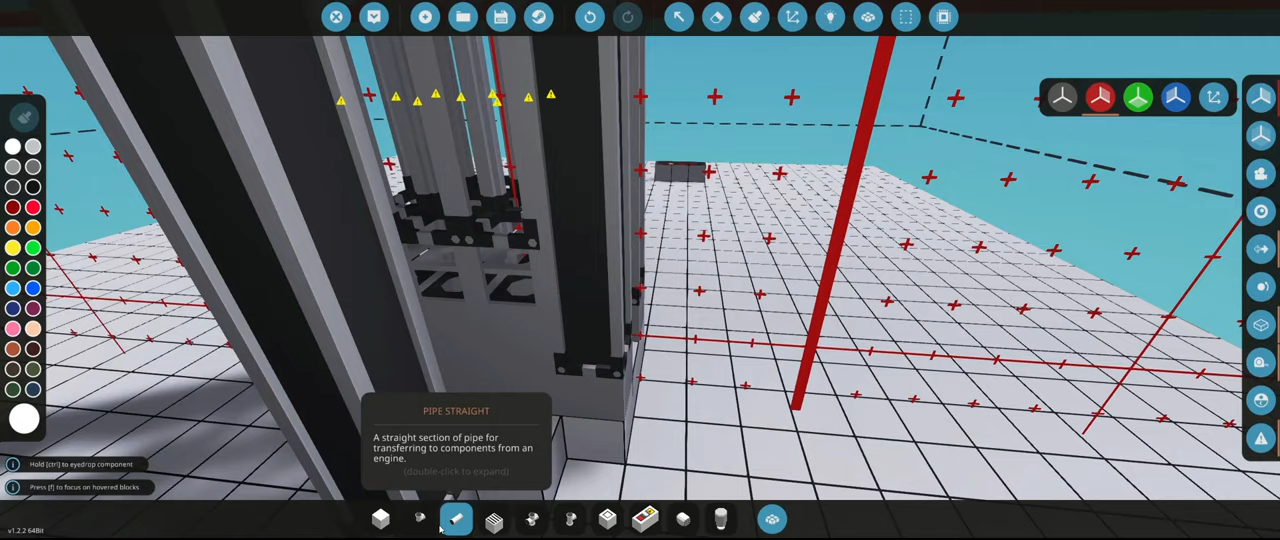 PIPE STRAIGHT
A straight section of pipe for
transferring to components from an
engine.
(double-click to expand)
Hold [ctrl] to eyedrop component
Press [f] to focus on hovered blocks
v1.2.2 64Bit